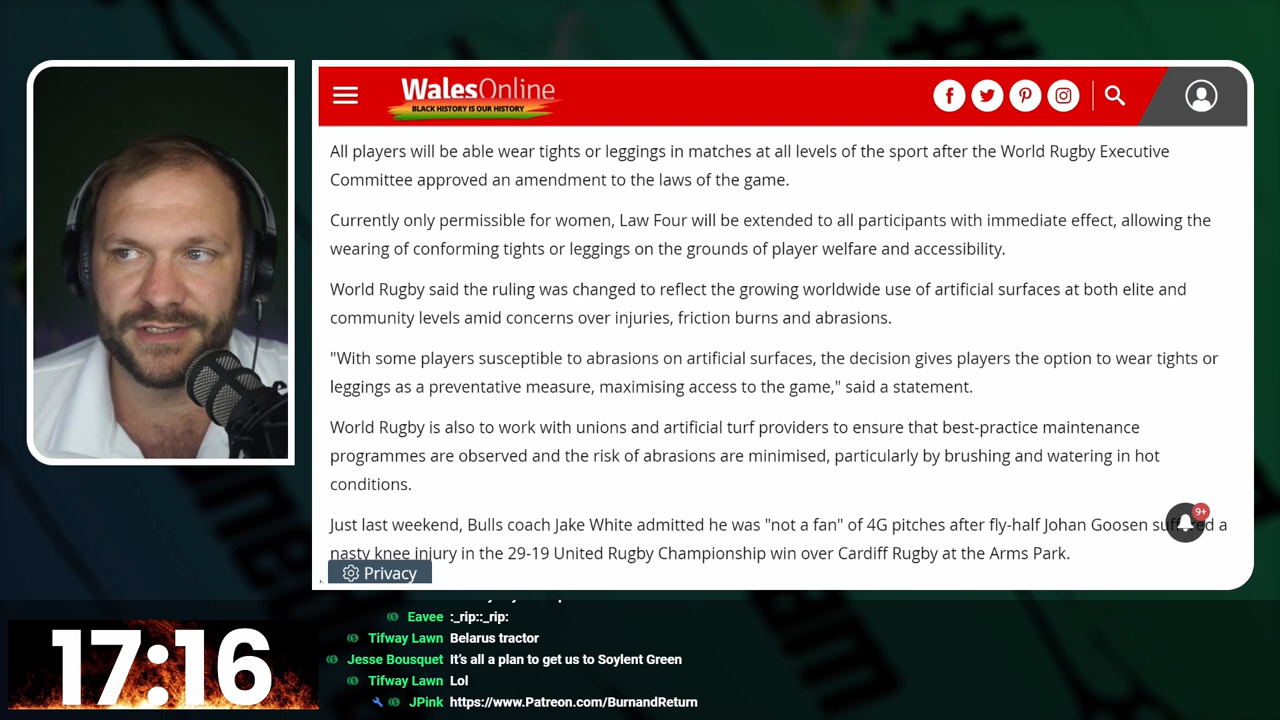 WalesOnline
BLACK HISTORY IS OUR HISTORY
All players will be able wear tights or leggings in matches at all levels of the sport after the World Rugby Executive
Committee approved an amendment to the laws of the game.
Currently only permissible for women, Law Four will be extended to all participants with immediate effect, allowing the
wearing of conforming tights or leggings on the grounds of player welfare and accessibility.
World Rugby said the ruling was changed to reflect the growing worldwide use of artificial surfaces at both elite and
community levels amid concerns over injuries, friction burns and abrasions.
"With some players susceptible to abrasions on artificial surfaces, the decision gives players the option to wear tights or
leggings as a preventative measure, maximising access to the game," said a statement.
World Rugby is also to work with unions and artificial turf providers to ensure that best-practice maintenance
programmes are observed and the risk of abrasions are minimised, particularly by brushing and watering in hot
conditions.
Just last weekend, Bulls coach Jake White admitted he was "not a fan" of 4G pitches after fly-half Johan Goosen suffered a
9+
nasty knee injury in the 29-19 United Rugby Championship win over Cardiff Rugby at the Arms Park.
Privacy
Eavee :_rip::_rip:
Tifway Lawn Belarus tractor
Jesse Bousquet It's all a plan to get us to Soylent Green
Tifway Lawn Lol
JPink https://www.Patreon.com/BurnandReturn
17:16